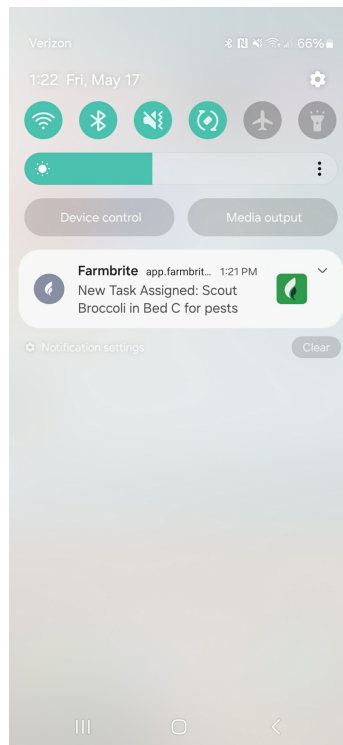 Verizon 66%
1:22 Fri, May 17
Device control Media output
Farmbrite app.farmbrit... 1:21 PM
New Task Assigned: Scout
Broccoli in Bed C for pests
Notification settings Clear